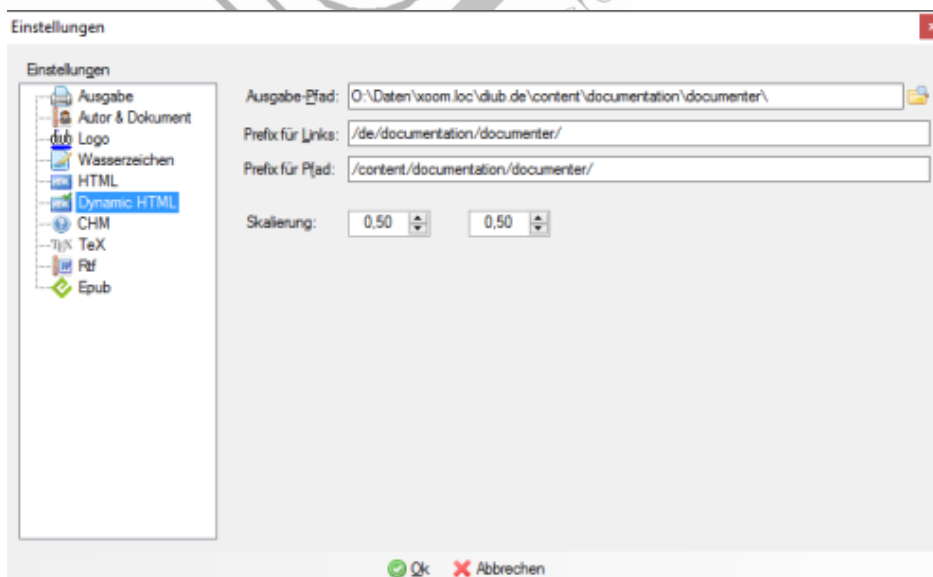 Einstellungen
Einstellungen
Ausgabe
Autor & Dokument
dub Logo
Wasserzeichen
HTML
Dynamic HTML
CHM
TeX
Rtf
Epub
Ausgabe-Pfad: O:\Daten\xoom.loc\diub.de\content\documentation\documenter\
Prefix für Links: /de/documentation/documenter/
Prefix für Pfad: /content/documentation/documenter/
Skalierung: 0,50 0,50
Ok Abbrechen